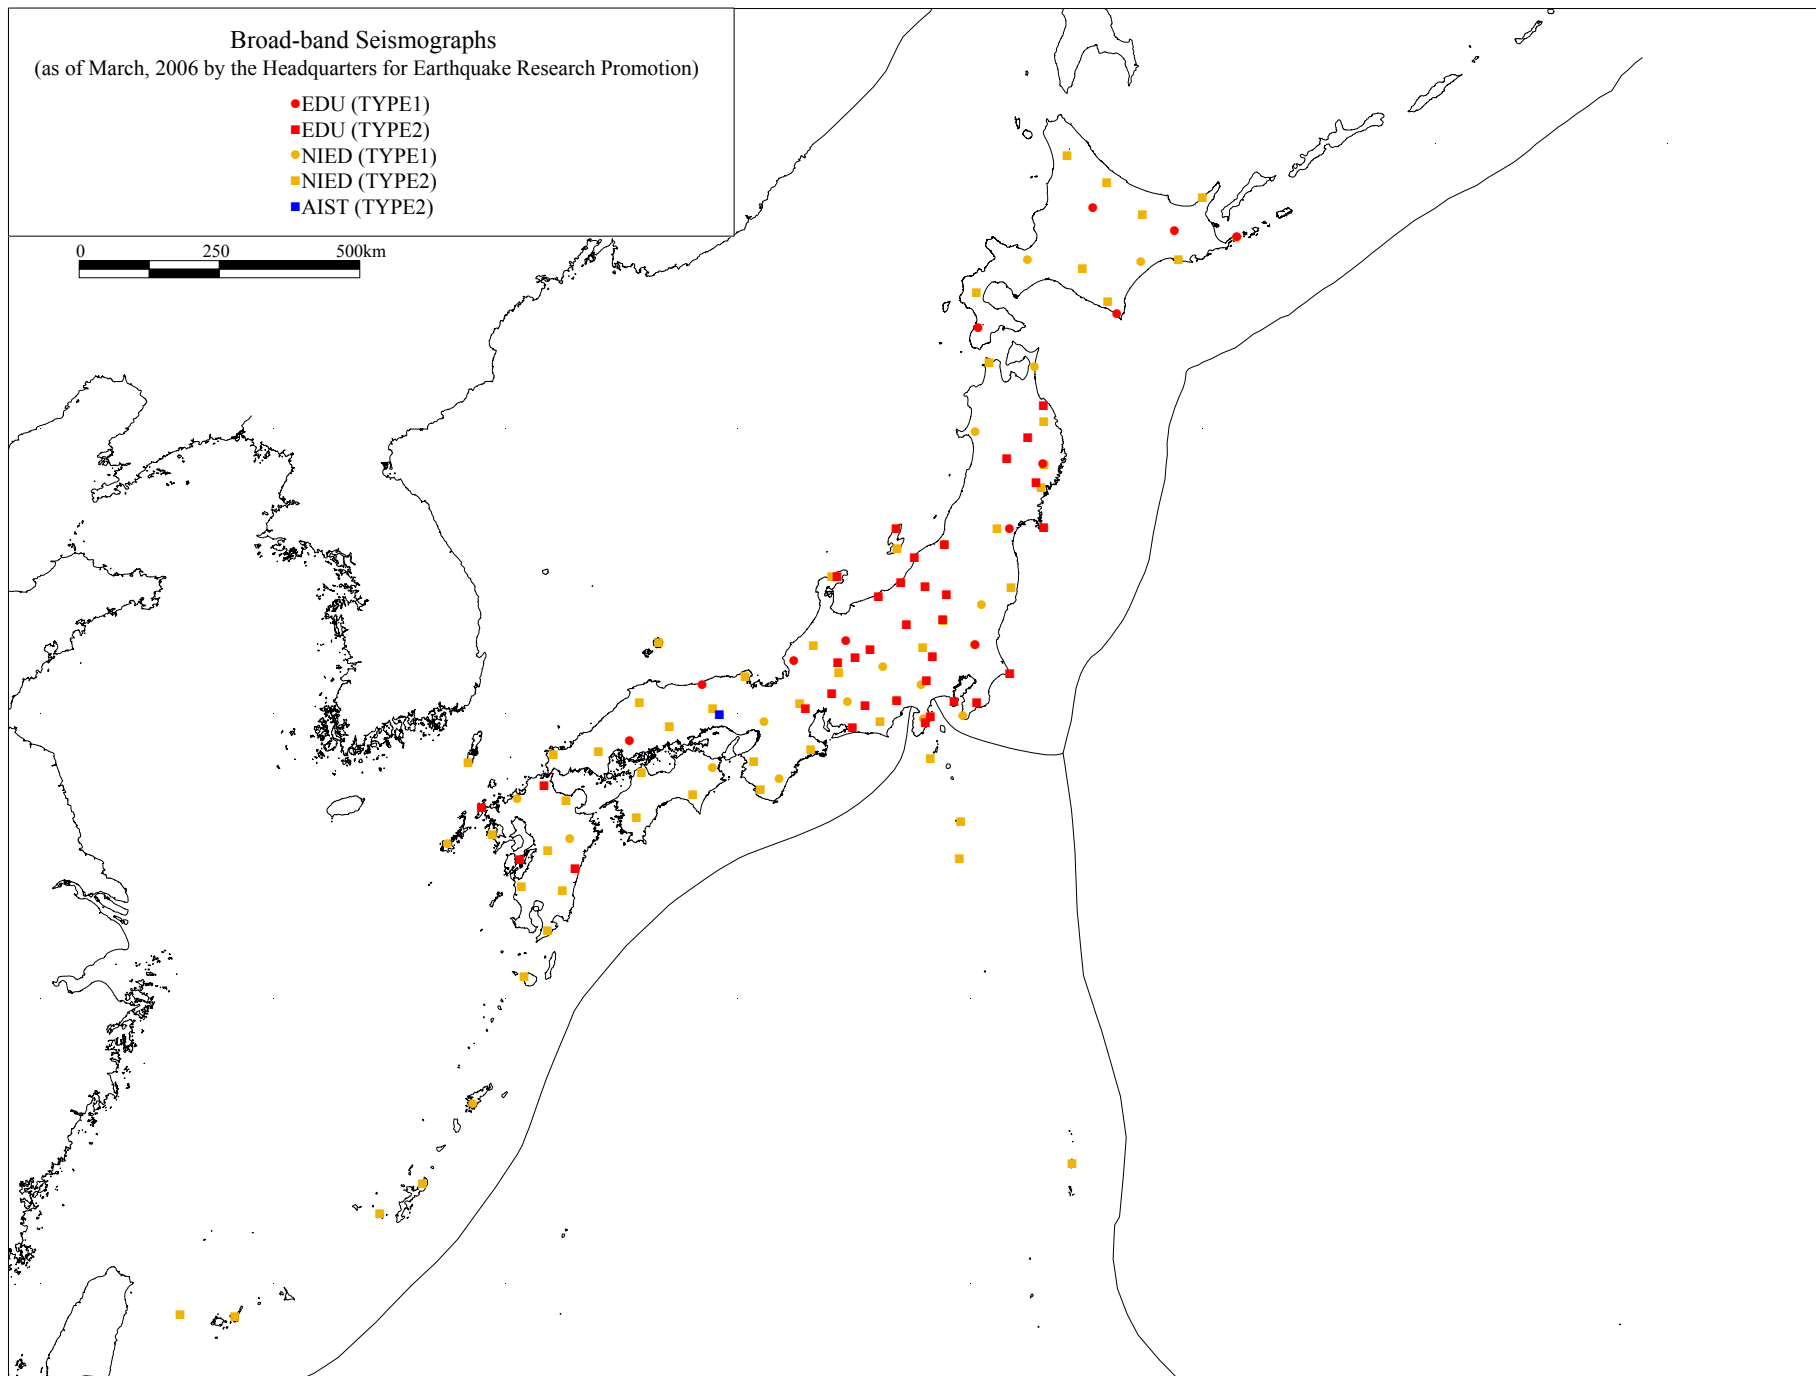 Broad-band Seismographs
(as of March, 2006 by the Headquarters for Earthquake Research Promotion)
EDU (TYPE1)
EDU (TYPE2)
NIED (TYPE1)
NIED (TYPE2)
AIST (TYPE2)
0 250 500km